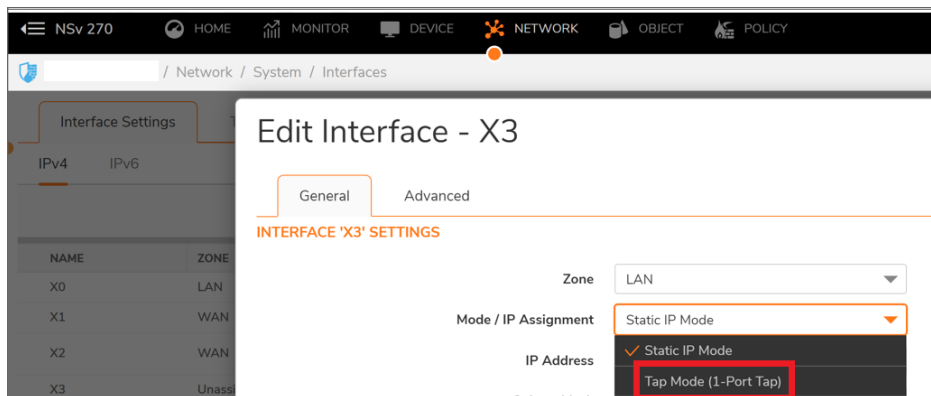 NSv 270 HOME MONITOR DEVICE NETWORK OBJECT POLICY
/ Network / System / Interfaces
Interface Settings
IPv4 IPv6
Edit Interface - X3
General Advanced
INTERFACE 'X3' SETTINGS
NAME ZONE
X0 LAN
X1 WAN
X2 WAN
X3 Unassi
Zone LAN
Mode / IP Assignment Static IP Mode
IP Address
Static IP Mode
Tap Mode (1-Port Tap)